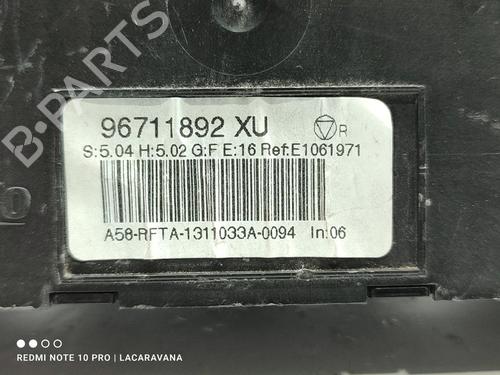 B-PARTS
96711892 XU
R
S:5.04 H:5.02 G:F E:16 Ref:E1061971
A58-RFTA-1311033A-0094 In:06
REDMI NOTE 10 PRO | LACARAVANA